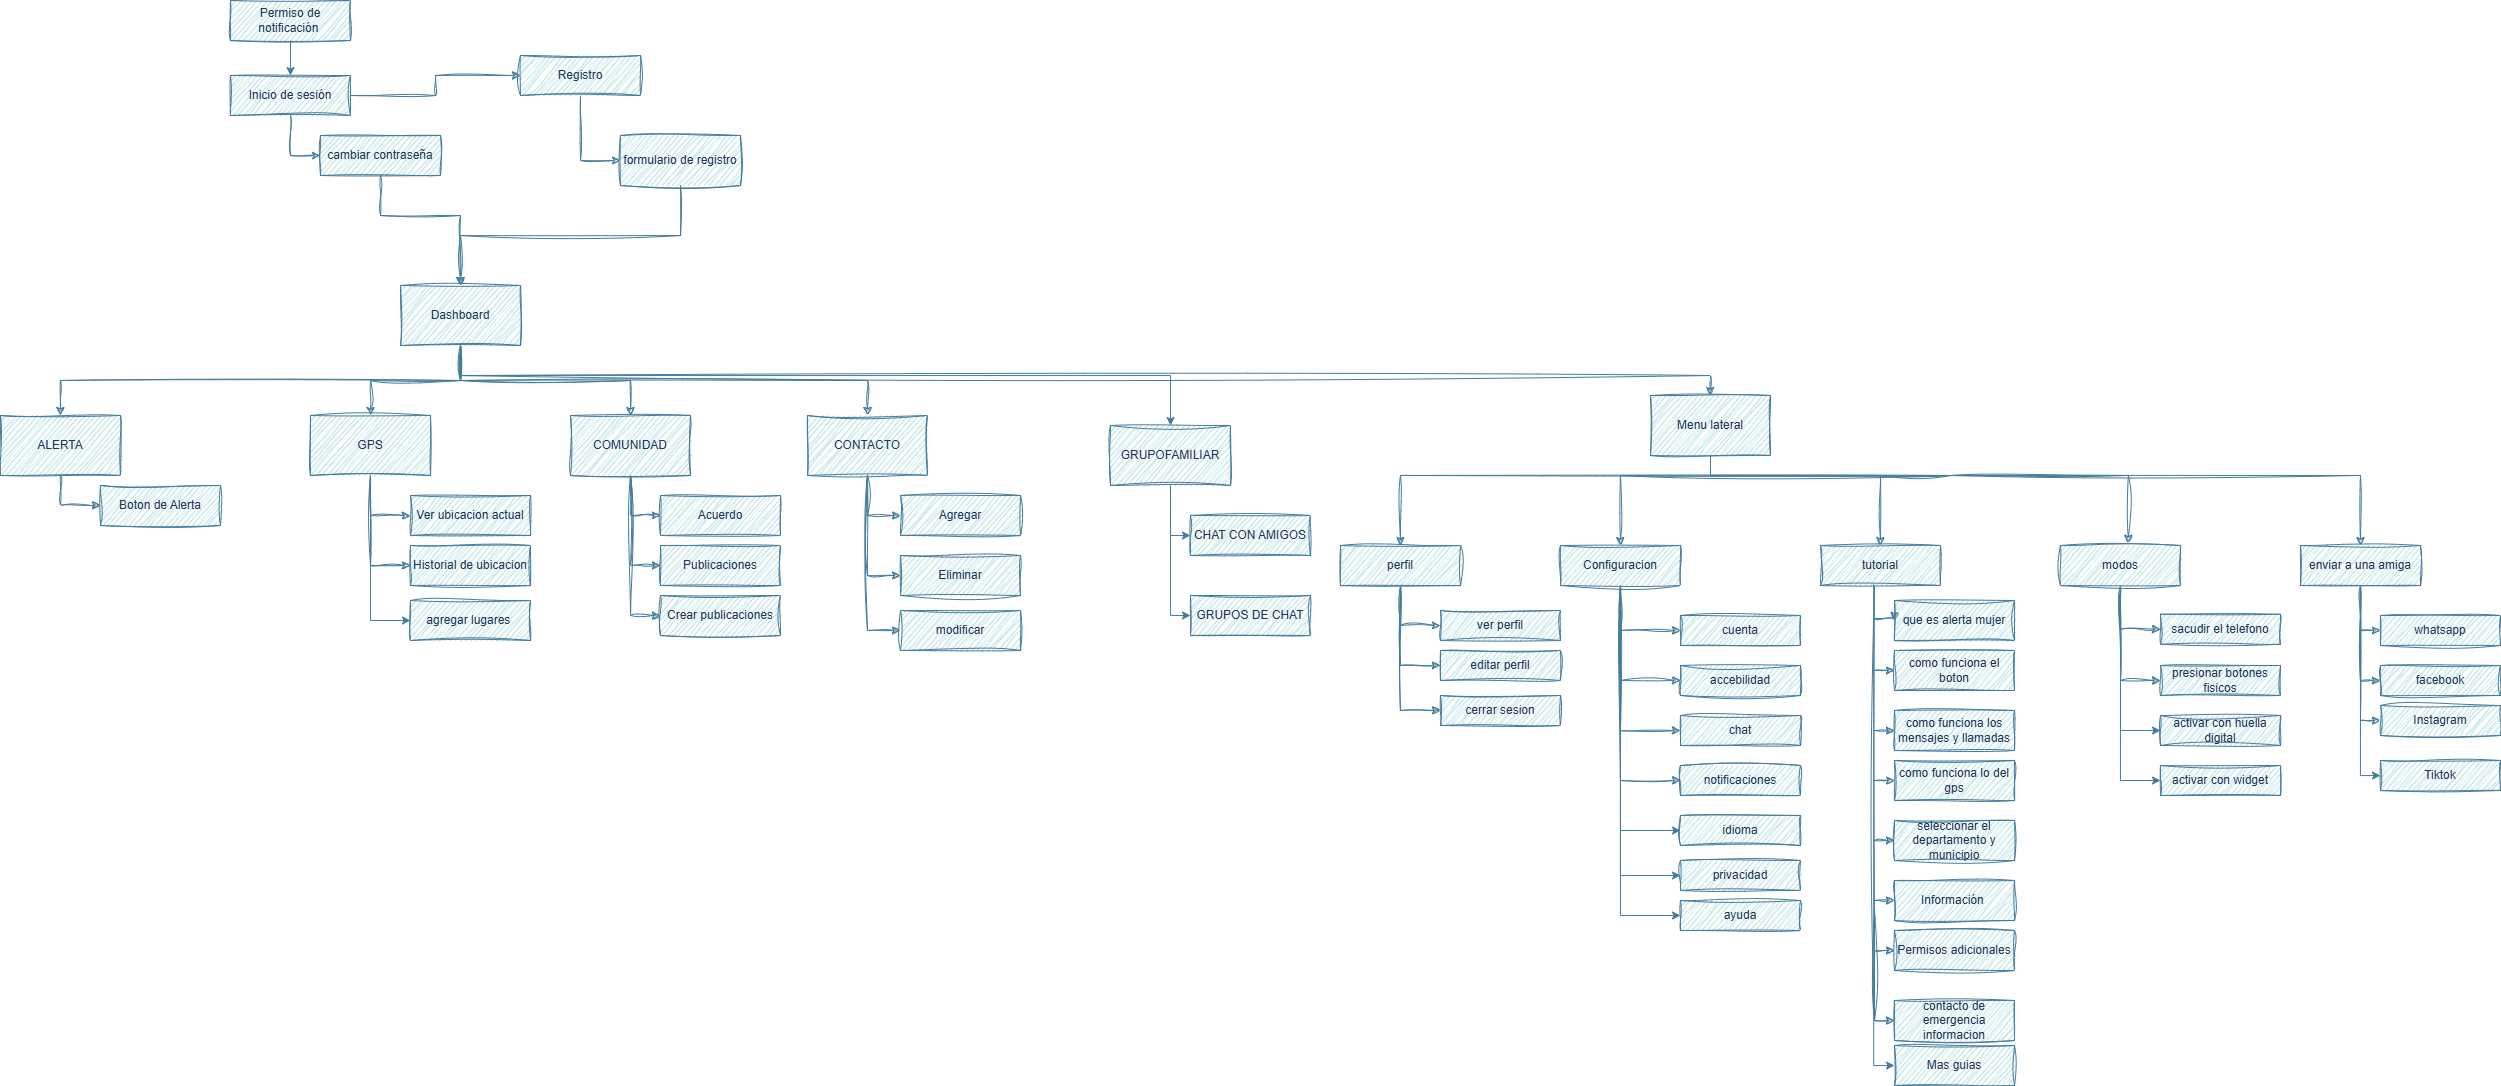 Permiso de
notificación
Inicio de sesión
Registro
cambiar contraseña
formulario de registro
Dashboard
ALERTA
GPS
COMUNIDAD
CONTACTO
GRUPOFAMILIAR
Menu lateral
Boton de Alerta
Ver ubicacion actual
Historial de ubicacion
agregar lugares
Acuerdo
Publicaciones
Crear publicaciones
Agregar
Eliminar
modificar
CHAT CON AMIGOS
GRUPOS DE CHAT
perfil
Configuracion
tutorial
modos
enviar a una amiga
ver perfil
editar perfil
cerrar sesion
cuenta
accebilidad
chat
notificaciones
idioma
privacidad
ayuda
que es alerta mujer
como funciona el
boton
como funciona los
mensajes y llamadas
como funciona lo del
gps
seleccionar el
departamento y
municipio
Información
Permisos adicionales
contacto de
emergencia
informacion
Mas guias
sacudir el telefono
presionar botones
fisicos
activar con huella
digital
activar con widget
whatsapp
facebook
Instagram
Tiktok